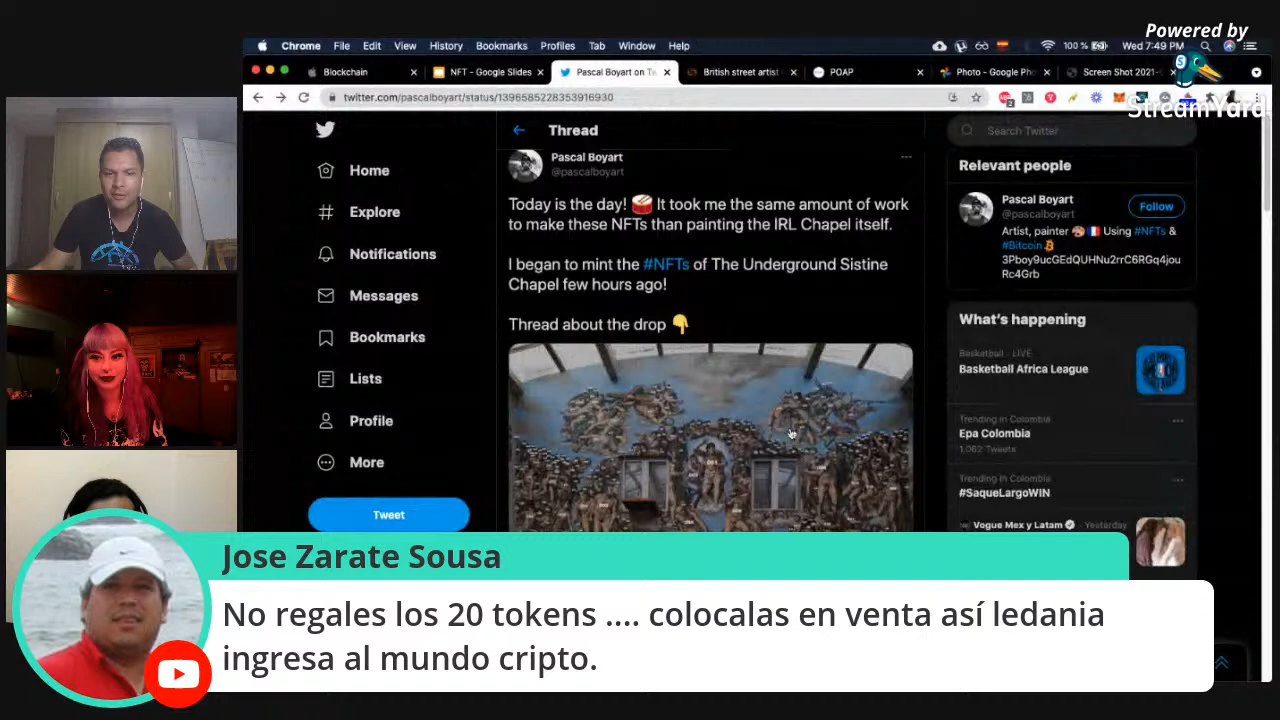 Powered by
StreamYard
Chrome File Edit View History Bookmarks Profiles Tab Window Help
100 % Wed 7:49 PM
Blockchain
NFT - Google Slides
Pascal Boyart on Tw
British street artist
POAP
Photo - Google Pho
Screen Shot 2021-
twitter.com/pascalboyart/status/1396585228353916930
Home
Explore
Notifications
Messages
Bookmarks
Lists
Profile
More
Tweet
Thread
Pascal Boyart
@pascalboyart
Today is the day! 🥁 It took me the same amount of work
to make these NFTs than painting the IRL Chapel itself.
I began to mint the #NFTs of The Underground Sistine
Chapel few hours ago!
Thread about the drop 👇
Search Twitter
Relevant people
Pascal Boyart
@pascalboyart
Follow
Artist, painter 🎨 🇫🇷 Using #NFTs &
#Bitcoin
3Pboy9ucGEdQUHNu2rrC6RGq4jou
Rc4Grb
What's happening
Basketball · LIVE
Basketball Africa League
Trending in Colombia
Epa Colombia
1,062 Tweets
Trending in Colombia
#SaqueLargoWIN
Vogue Mex y Latam · Yesterday
Jose Zarate Sousa
No regales los 20 tokens .... colocalas en venta así ledania
ingresa al mundo cripto.